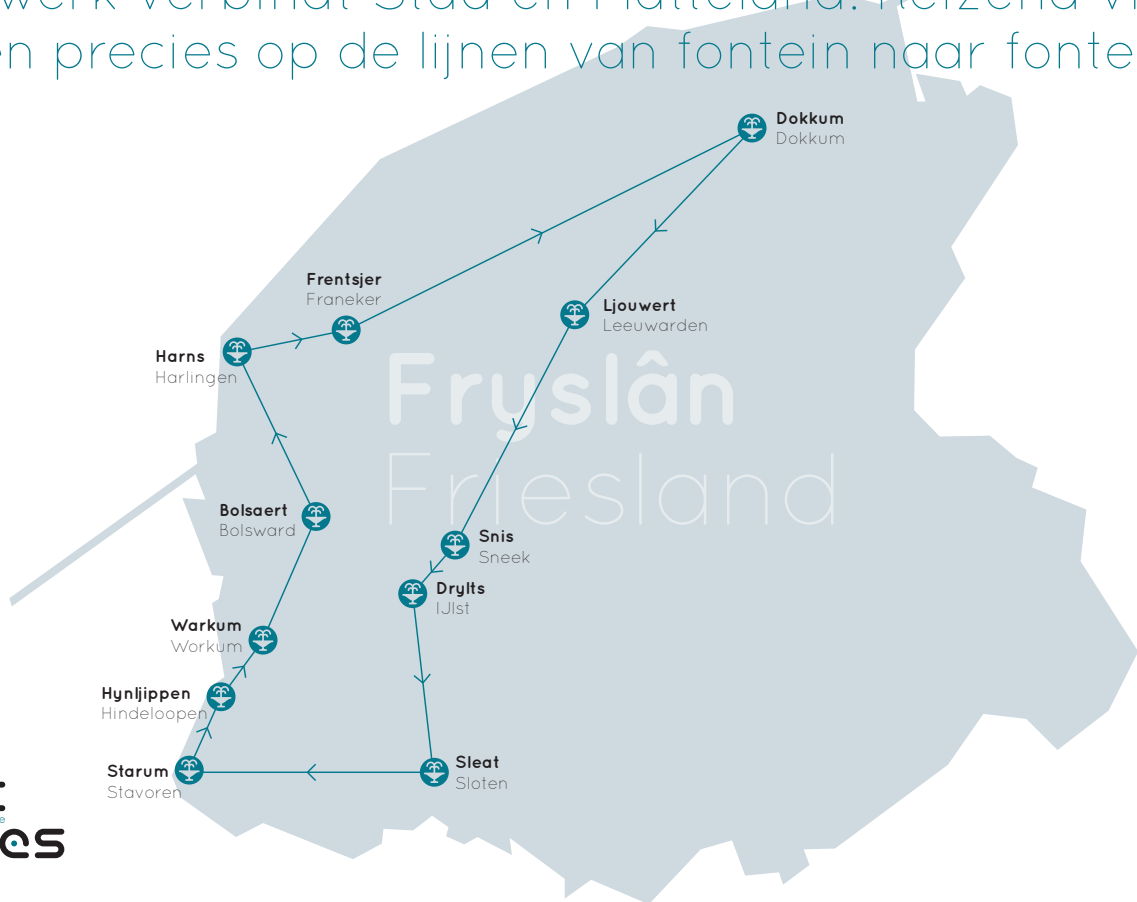 en precies op de lijnen van fontein naar fonte
Dokkum
Dokkum
Frentsjer
Franeker
Ljouwert
Leeuwarden
Harns
Harlingen
Fryslân
Friesland
Bolsaert
Bolsward
Snis
Sneek
Drylts
IJlst
Warkum
Workum
Hynljippen
Hindeloopen
Starum
Stavoren
Sleat
Sloten
es